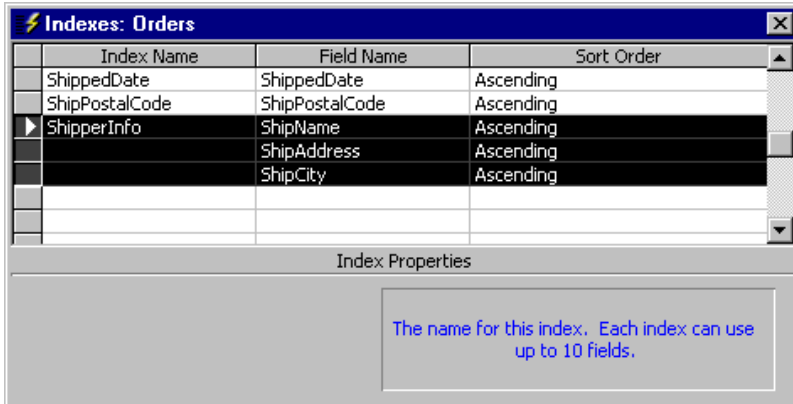 Indexes: Orders
Index Name Field Name Sort Order
ShippedDate ShippedDate Ascending
ShipPostalCode ShipPostalCode Ascending
ShipperInfo ShipName Ascending
ShipAddress Ascending
ShipCity Ascending
Index Properties
The name for this index. Each index can use
up to 10 fields.